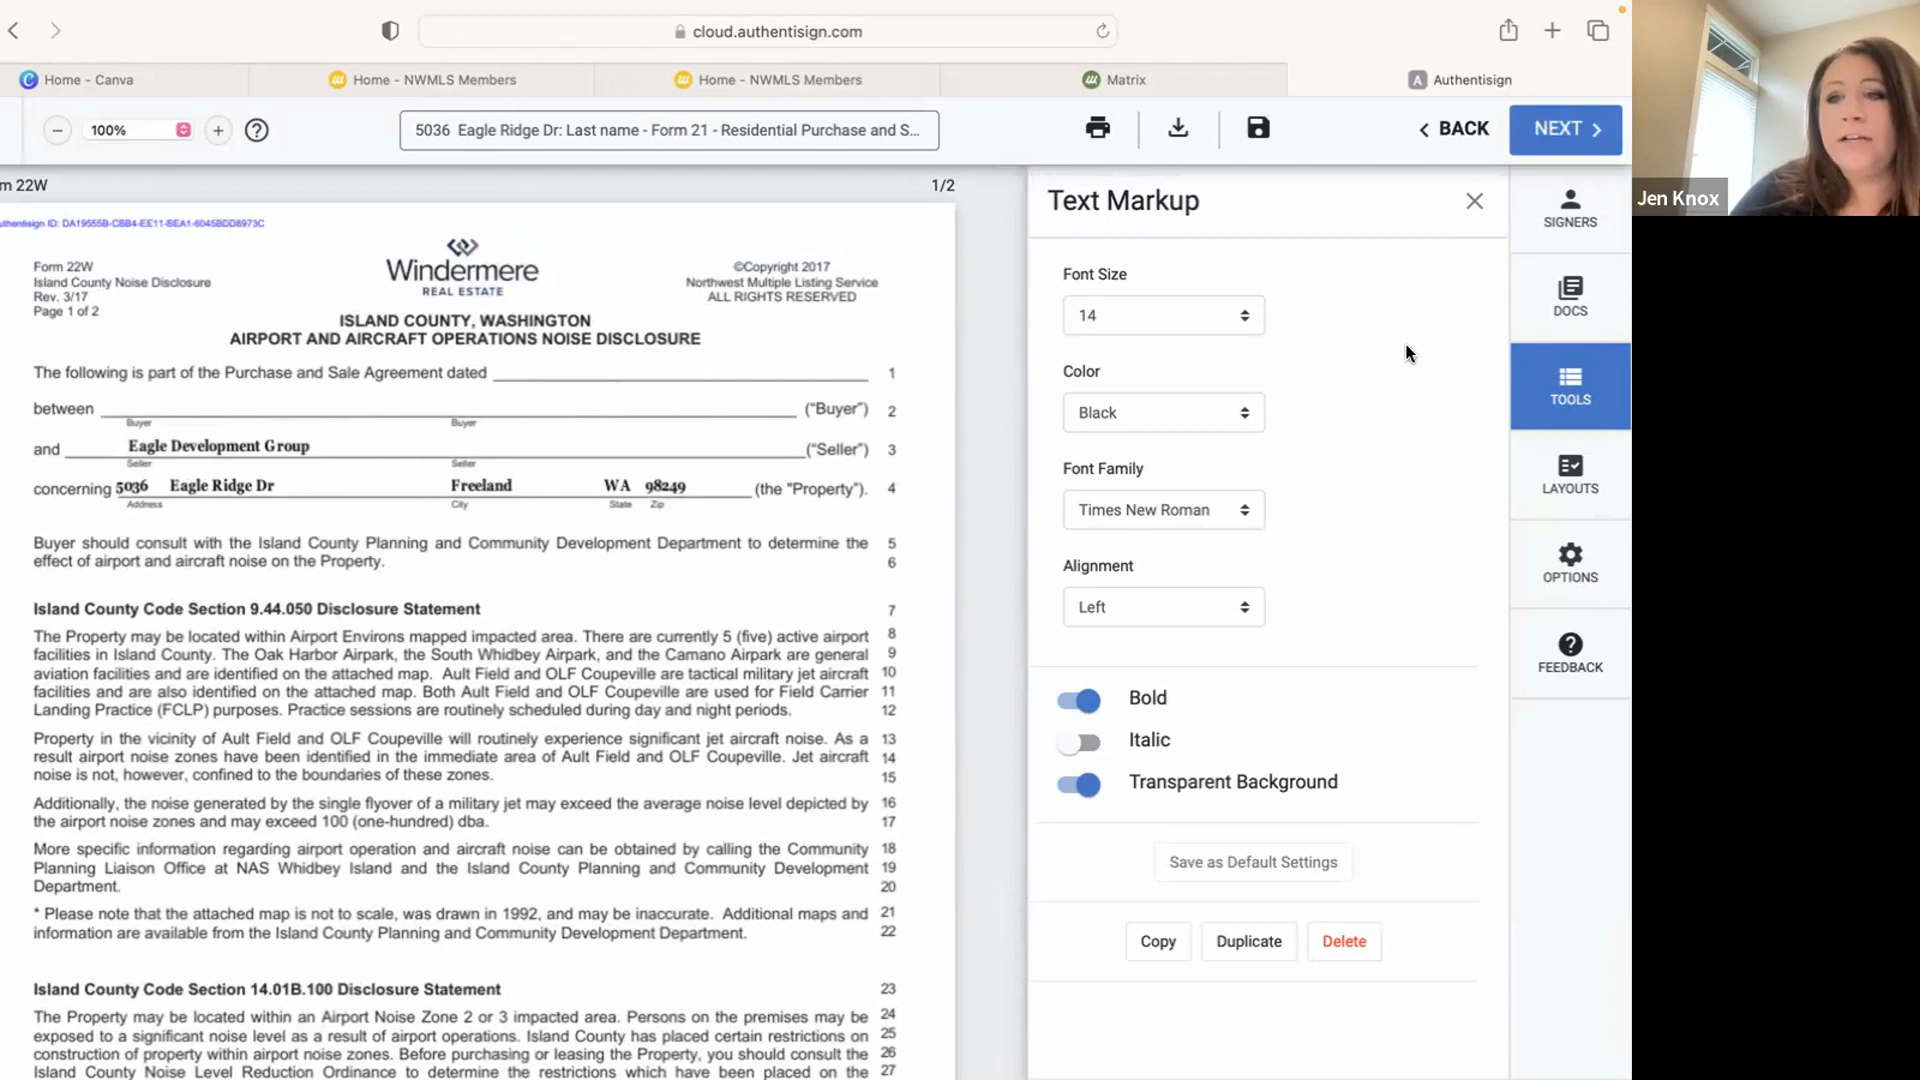 cloud.authentisign.com
Home - Canva
Home - NWMLS Members
Home - NWMLS Members
Matrix
A Authentisign
100%
5036 Eagle Ridge Dr: Last name - Form 21 - Residential Purchase and S...
BACK
NEXT
Jen Knox
m 22W
1/2
uthentisign ID: DA19555B-CBB4-EE11-BEA1-6045BDD8973C
Form 22W
Island County Noise Disclosure
Rev. 3/17
Page 1 of 2
Windermere
REAL ESTATE
©Copyright 2017
Northwest Multiple Listing Service
ALL RIGHTS RESERVED
ISLAND COUNTY, WASHINGTON
AIRPORT AND AIRCRAFT OPERATIONS NOISE DISCLOSURE
The following is part of the Purchase and Sale Agreement dated 1
between ("Buyer") 2
Buyer Buyer
and Eagle Development Group ("Seller") 3
Seller Seller
concerning 5036 Eagle Ridge Dr Freeland WA 98249 (the "Property"). 4
Address City State Zip
Buyer should consult with the Island County Planning and Community Development Department to determine the 5
effect of airport and aircraft noise on the Property. 6
Island County Code Section 9.44.050 Disclosure Statement 7
The Property may be located within Airport Environs mapped impacted area. There are currently 5 (five) active airport 8
facilities in Island County. The Oak Harbor Airpark, the South Whidbey Airpark, and the Camano Airpark are general 9
aviation facilities and are identified on the attached map. Ault Field and OLF Coupeville are tactical military jet aircraft 10
facilities and are also identified on the attached map. Both Ault Field and OLF Coupeville are used for Field Carrier 11
Landing Practice (FCLP) purposes. Practice sessions are routinely scheduled during day and night periods. 12
Property in the vicinity of Ault Field and OLF Coupeville will routinely experience significant jet aircraft noise. As a 13
result airport noise zones have been identified in the immediate area of Ault Field and OLF Coupeville. Jet aircraft 14
noise is not, however, confined to the boundaries of these zones. 15
Additionally, the noise generated by the single flyover of a military jet may exceed the average noise level depicted by 16
the airport noise zones and may exceed 100 (one-hundred) dba. 17
More specific information regarding airport operation and aircraft noise can be obtained by calling the Community 18
Planning Liaison Office at NAS Whidbey Island and the Island County Planning and Community Development 19
Department. 20
* Please note that the attached map is not to scale, was drawn in 1992, and may be inaccurate. Additional maps and 21
information are available from the Island County Planning and Community Development Department. 22
Island County Code Section 14.01B.100 Disclosure Statement 23
The Property may be located within an Airport Noise Zone 2 or 3 impacted area. Persons on the premises may be 24
exposed to a significant noise level as a result of airport operations. Island County has placed certain restrictions on 25
construction of property within airport noise zones. Before purchasing or leasing the Property, you should consult the 26
Island County Noise Level Reduction Ordinance to determine the restrictions which have been placed on the 27
Text Markup
Font Size
14
Color
Black
Font Family
Times New Roman
Alignment
Left
Bold
Italic
Transparent Background
Save as Default Settings
Copy
Duplicate
Delete
SIGNERS
DOCS
TOOLS
LAYOUTS
OPTIONS
FEEDBACK